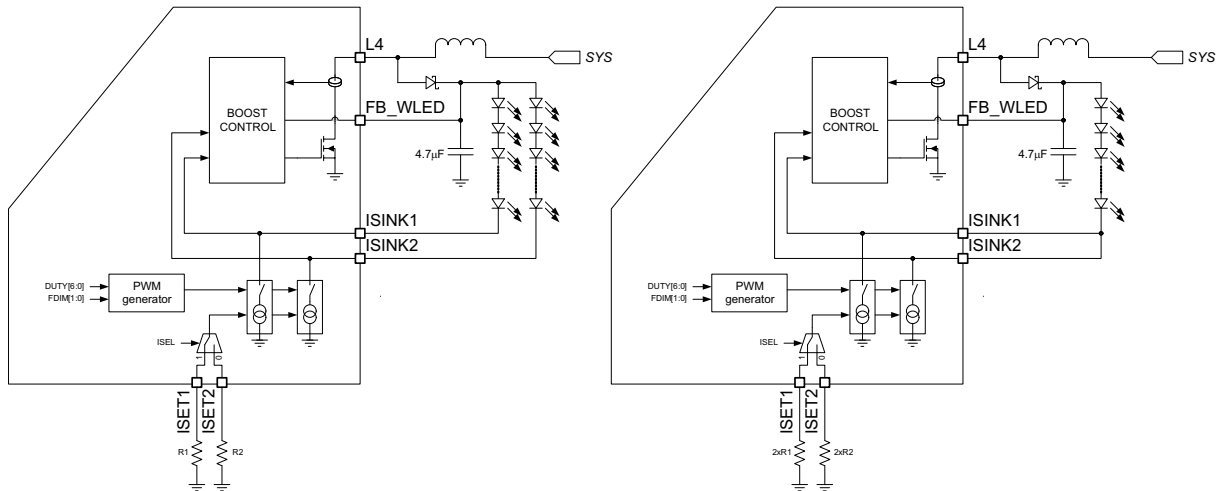 L4
SYS
BOOST
CONTROL
FB_WLED
4.7µF
ISINK1
ISINK2
DUTY[6:0]
FDIM[1:0]
PWM
generator
ISEL
1
0
ISET1
ISET2
R1
R2
L4
SYS
BOOST
CONTROL
FB_WLED
4.7µF
ISINK1
ISINK2
DUTY[6:0]
FDIM[1:0]
PWM
generator
ISEL
1
0
ISET1
ISET2
2xR1
2xR2